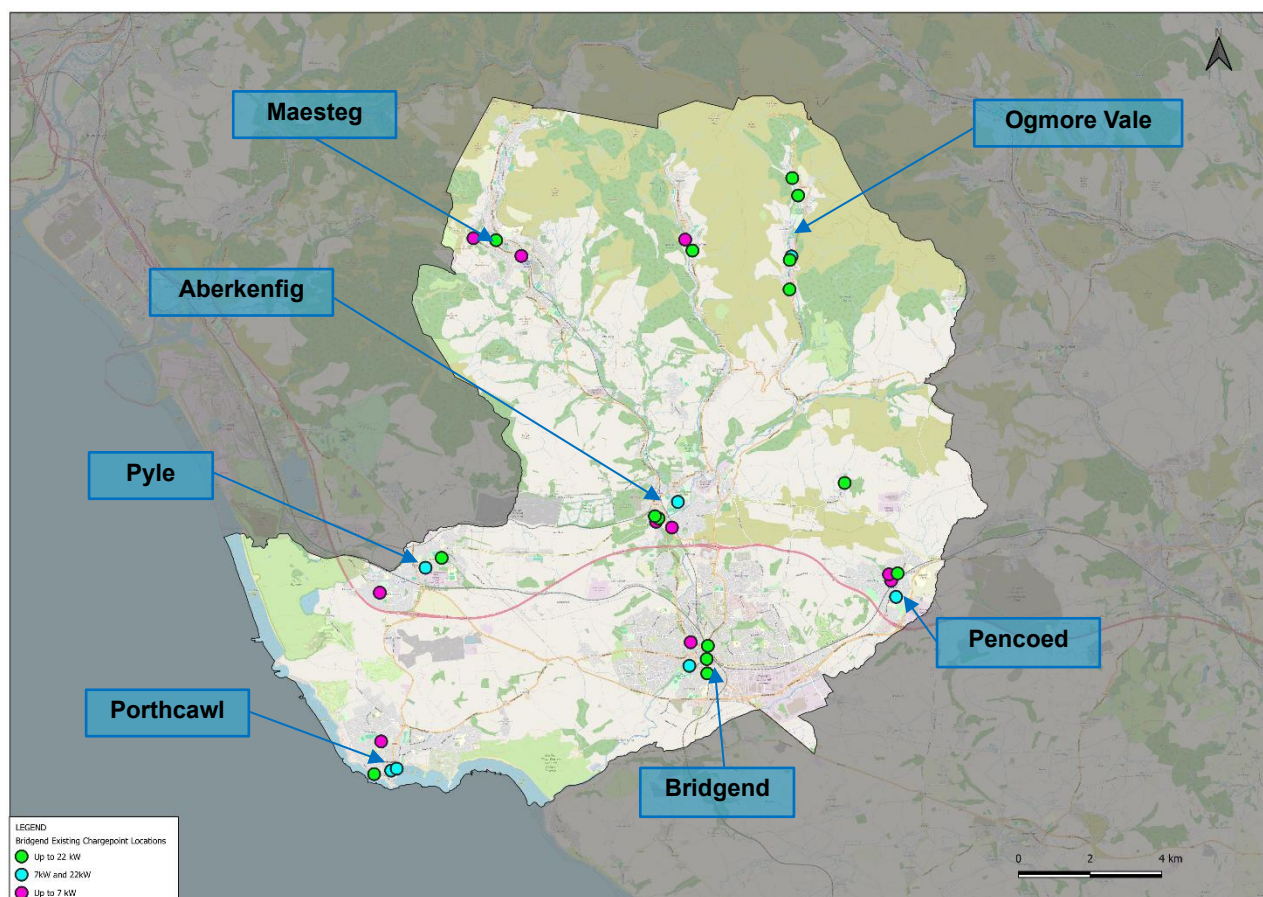 N
Maesteg
Ogmore Vale
Aberkenfig
Pyle
Pencoed
Porthcawl
Bridgend
LEGEND
Bridgend Existing Chargepoint Locations
Up to 22 kW
7kW and 22kW
Up to 7 kW
0 2 4 km